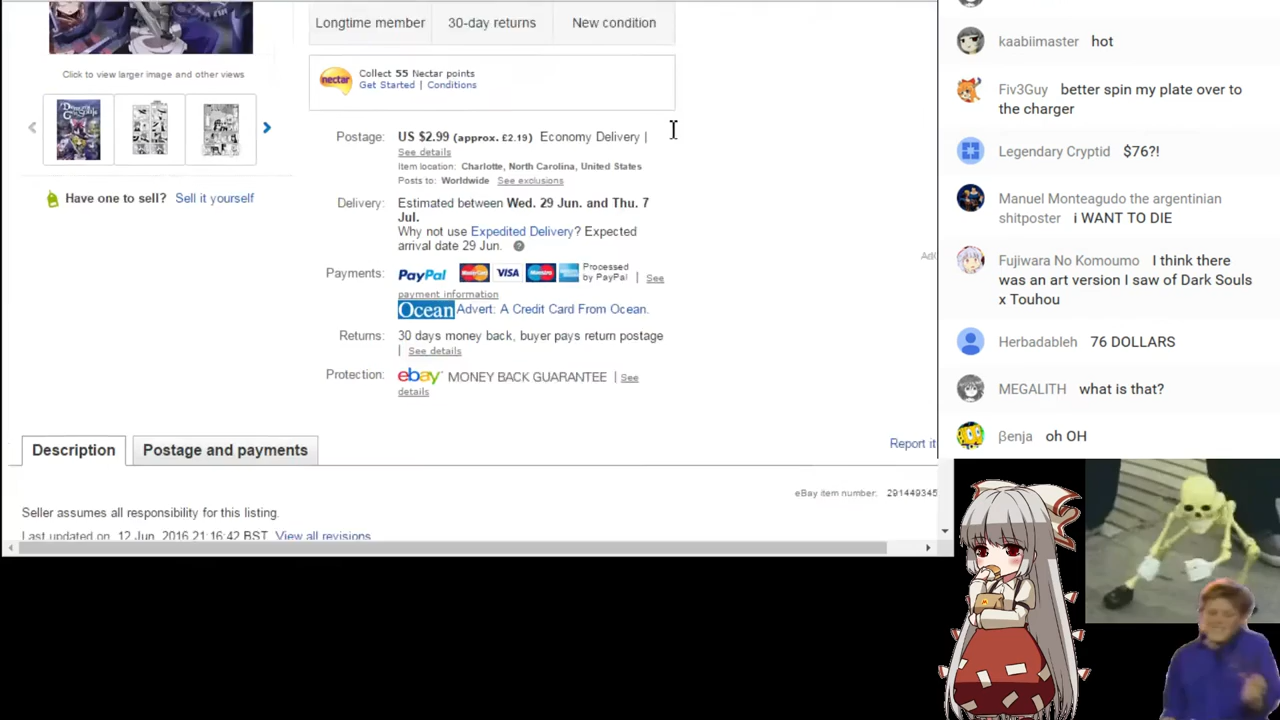 Longtime member
30-day returns
New condition
nectar
Collect 55 Nectar points
Get Started | Conditions
Click to view larger image and other views
Have one to sell? Sell it yourself
Postage: US $2.99 (approx. £2.19) Economy Delivery |
See details
Item location: Charlotte, North Carolina, United States
Posts to: Worldwide See exclusions
Delivery: Estimated between Wed. 29 Jun. and Thu. 7
Jul.
Why not use Expedited Delivery? Expected
arrival date 29 Jun. ?
Payments: PayPal MasterCard VISA Maestro Processed
by PayPal | See
payment information
Ocean Advert: A Credit Card From Ocean.
Returns: 30 days money back, buyer pays return postage
| See details
Protection: ebay MONEY BACK GUARANTEE | See
details
Description
Postage and payments
Report it
eBay item number: 291449345
Seller assumes all responsibility for this listing.
Last updated on 12 Jun, 2016 21:16:42 BST View all revisions
kaabiimaster hot
Fiv3Guy better spin my plate over to
the charger
Legendary Cryptid $76?!
Manuel Monteagudo the argentinian
shitposter i WANT TO DIE
Fujiwara No Komoumo I think there
was an art version I saw of Dark Souls
x Touhou
Herbadableh 76 DOLLARS
MEGALITH what is that?
βenja oh OH